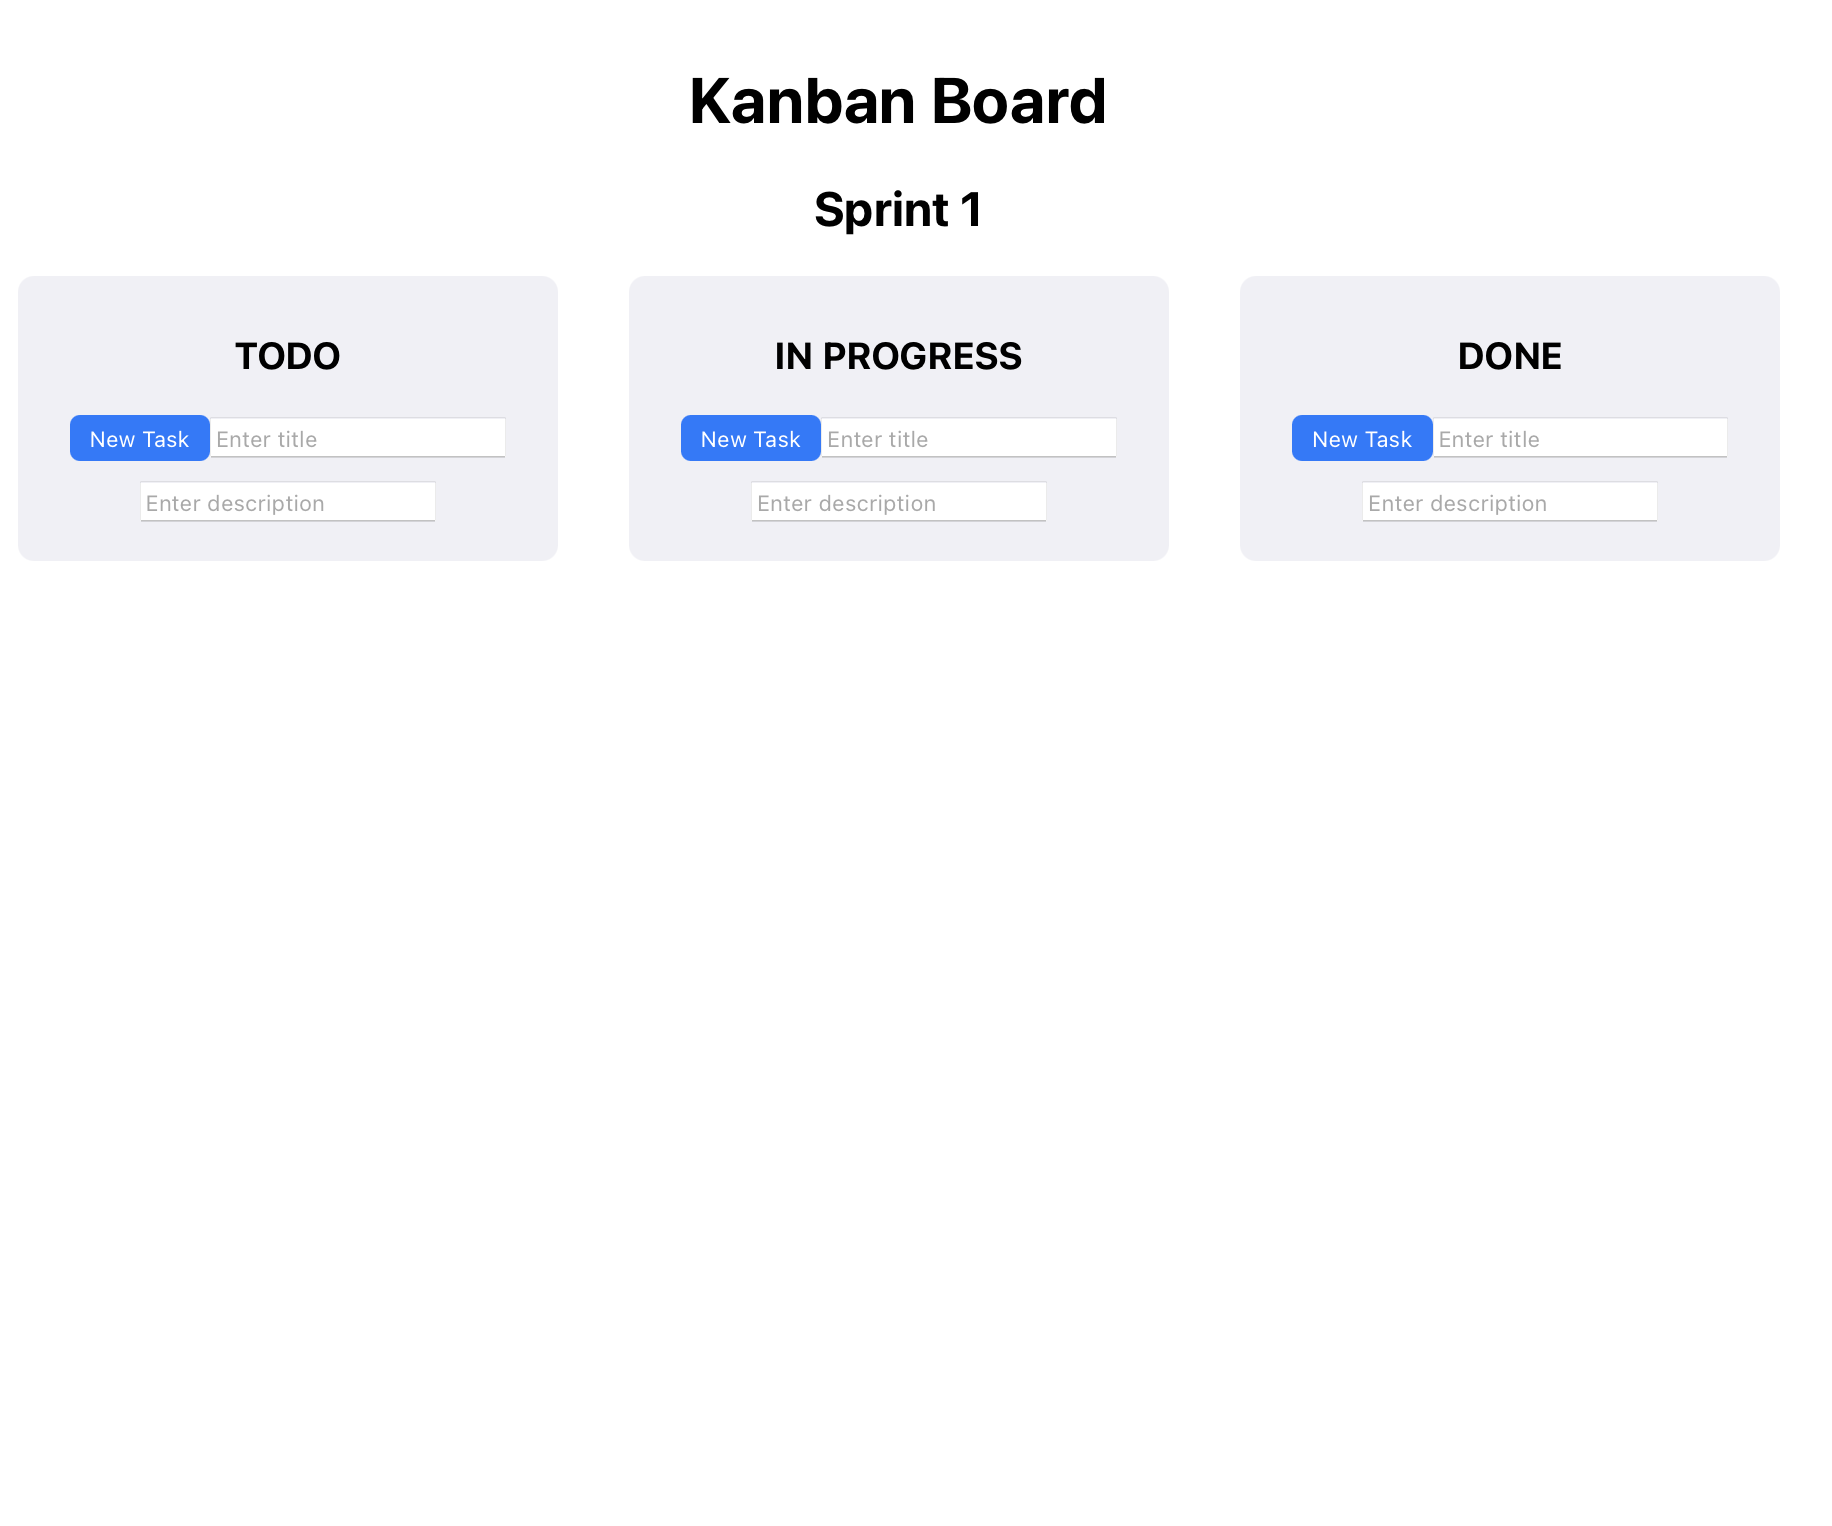 Kanban Board
Sprint 1
TODO
New Task Enter title
Enter description
IN PROGRESS
New Task Enter title
Enter description
DONE
New Task Enter title
Enter description